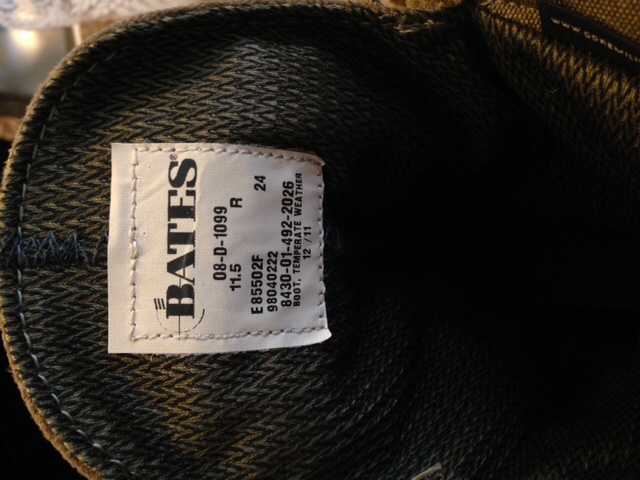 BATES®
08-D-1099
11.5 R 24
E85502F
98040222
8430-01-492-2026
BOOT, TEMPERATE WEATHER
12/11